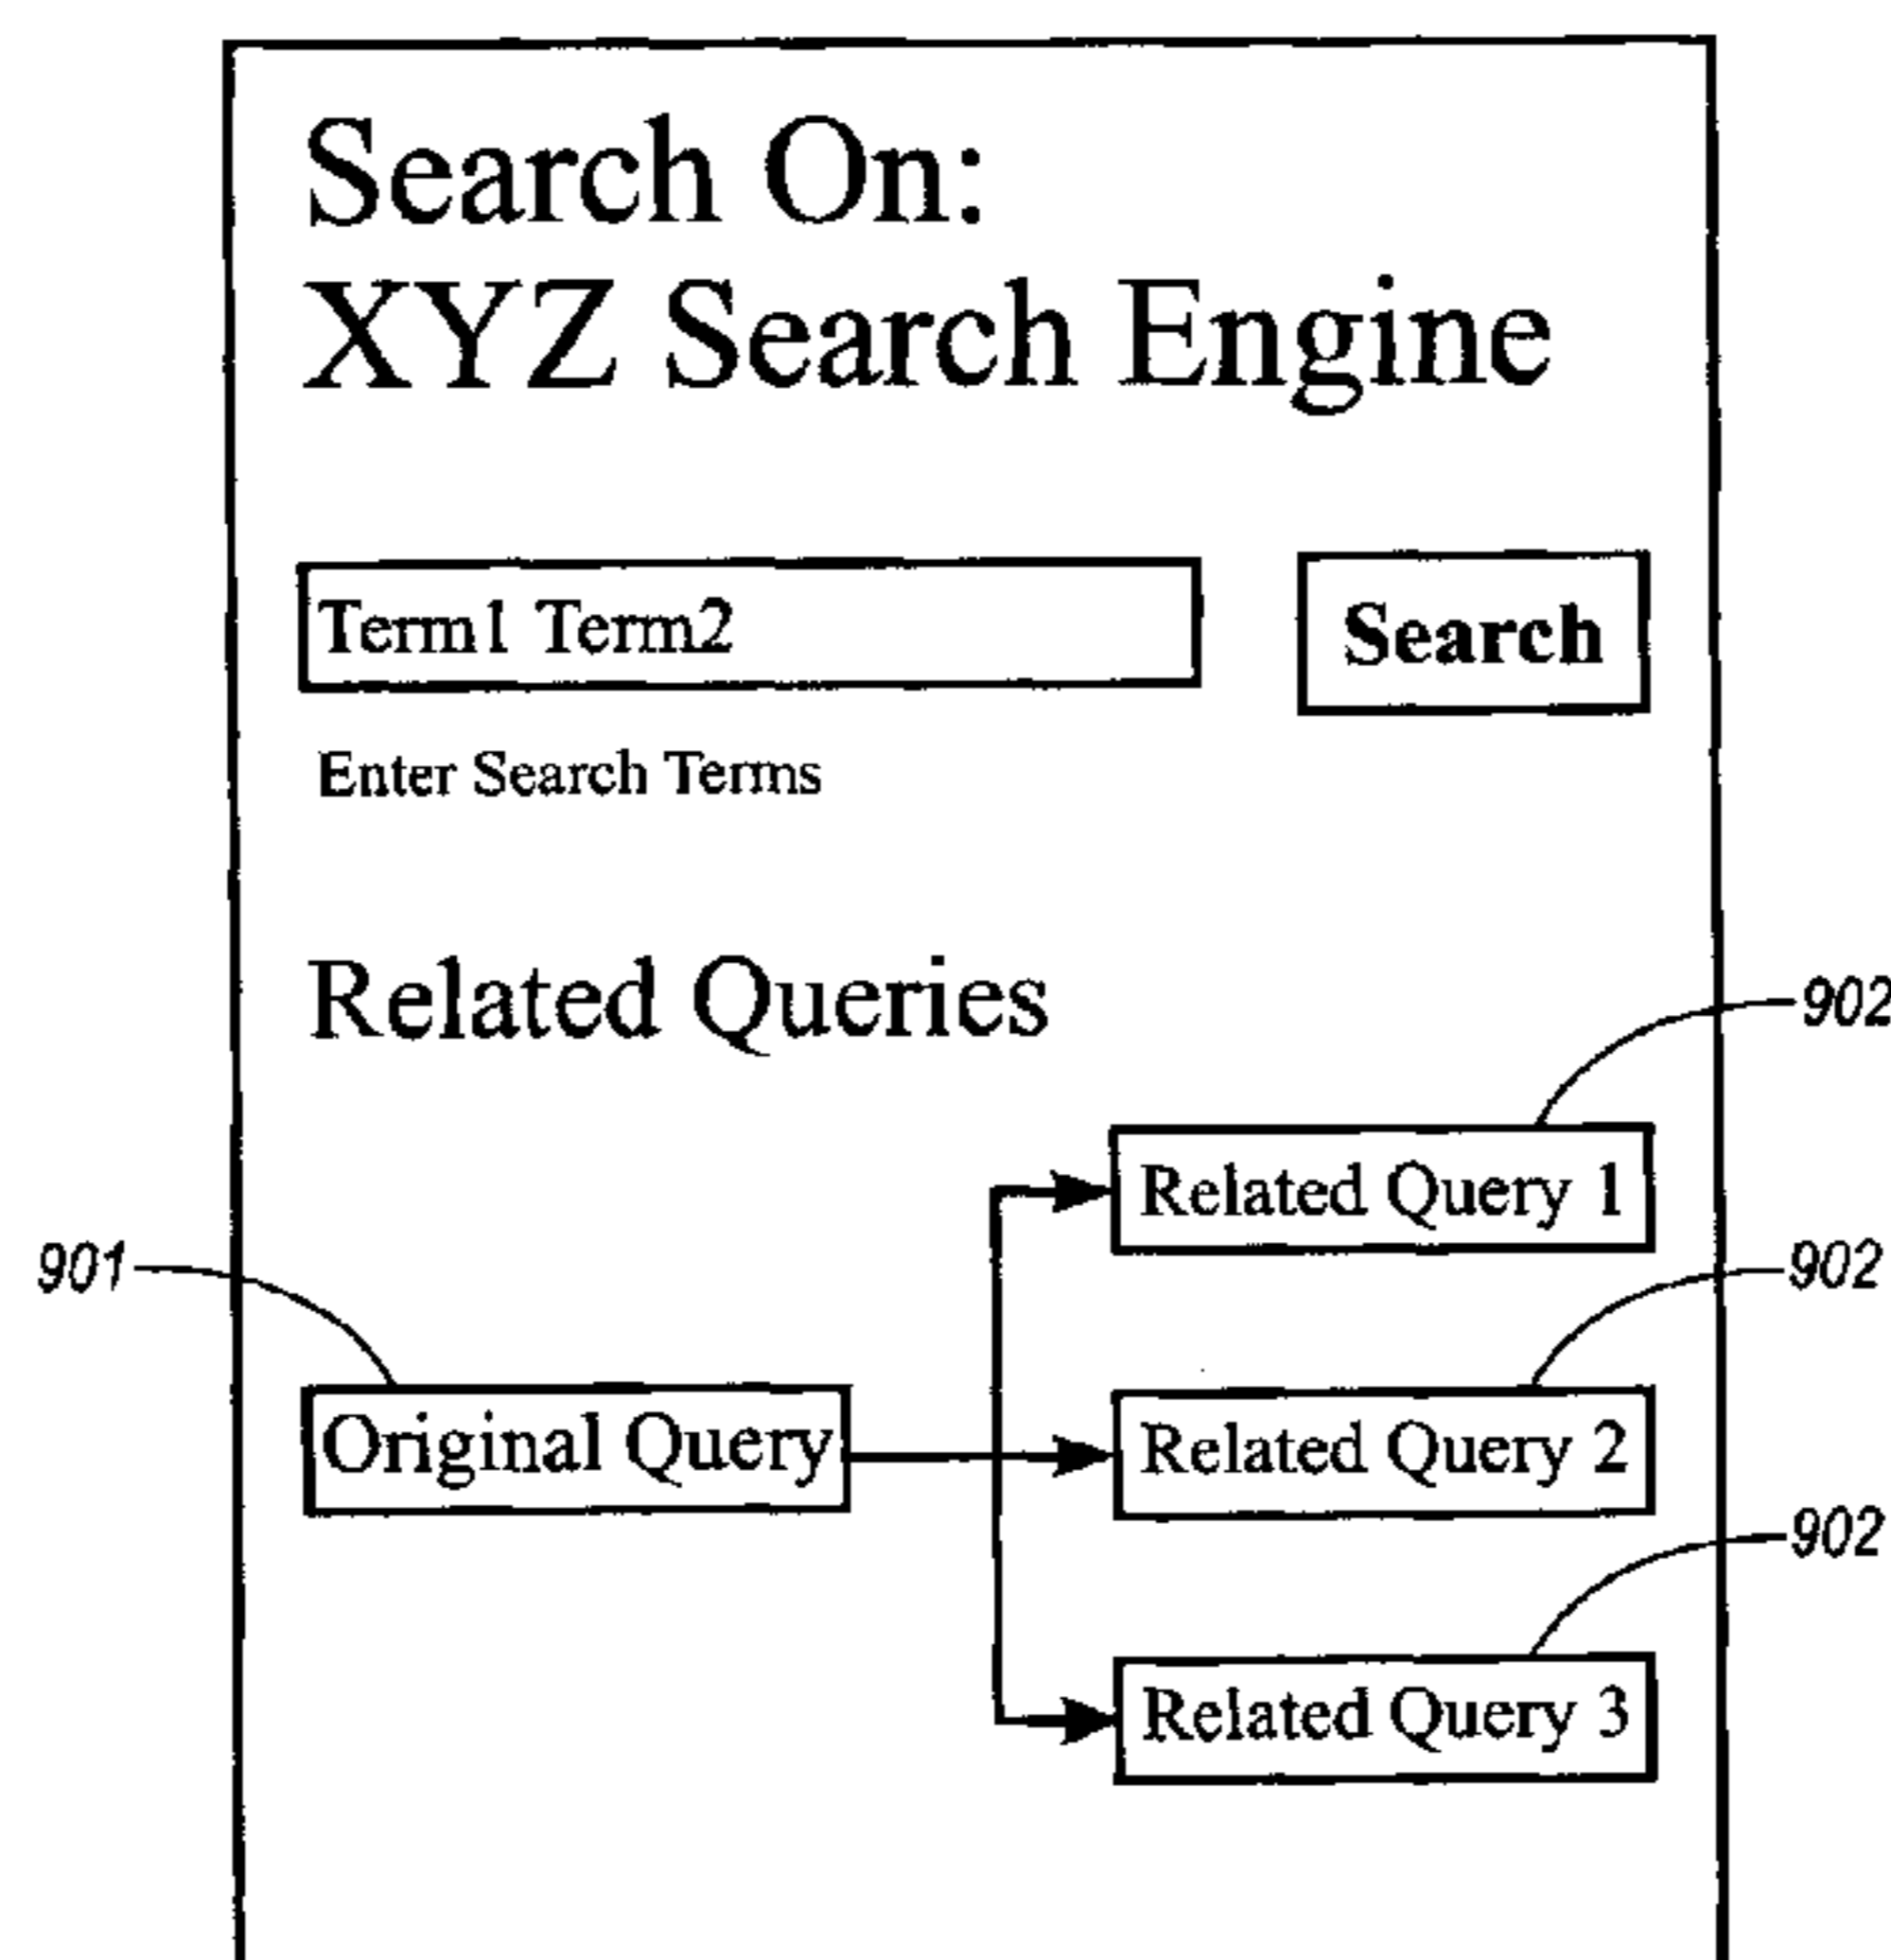 Search On:
XYZ Search Engine
Term1 Term2
Search
Enter Search Terms
Related Queries
902
Related Query 1
901
902
Original Query
Related Query 2
902
Related Query 3